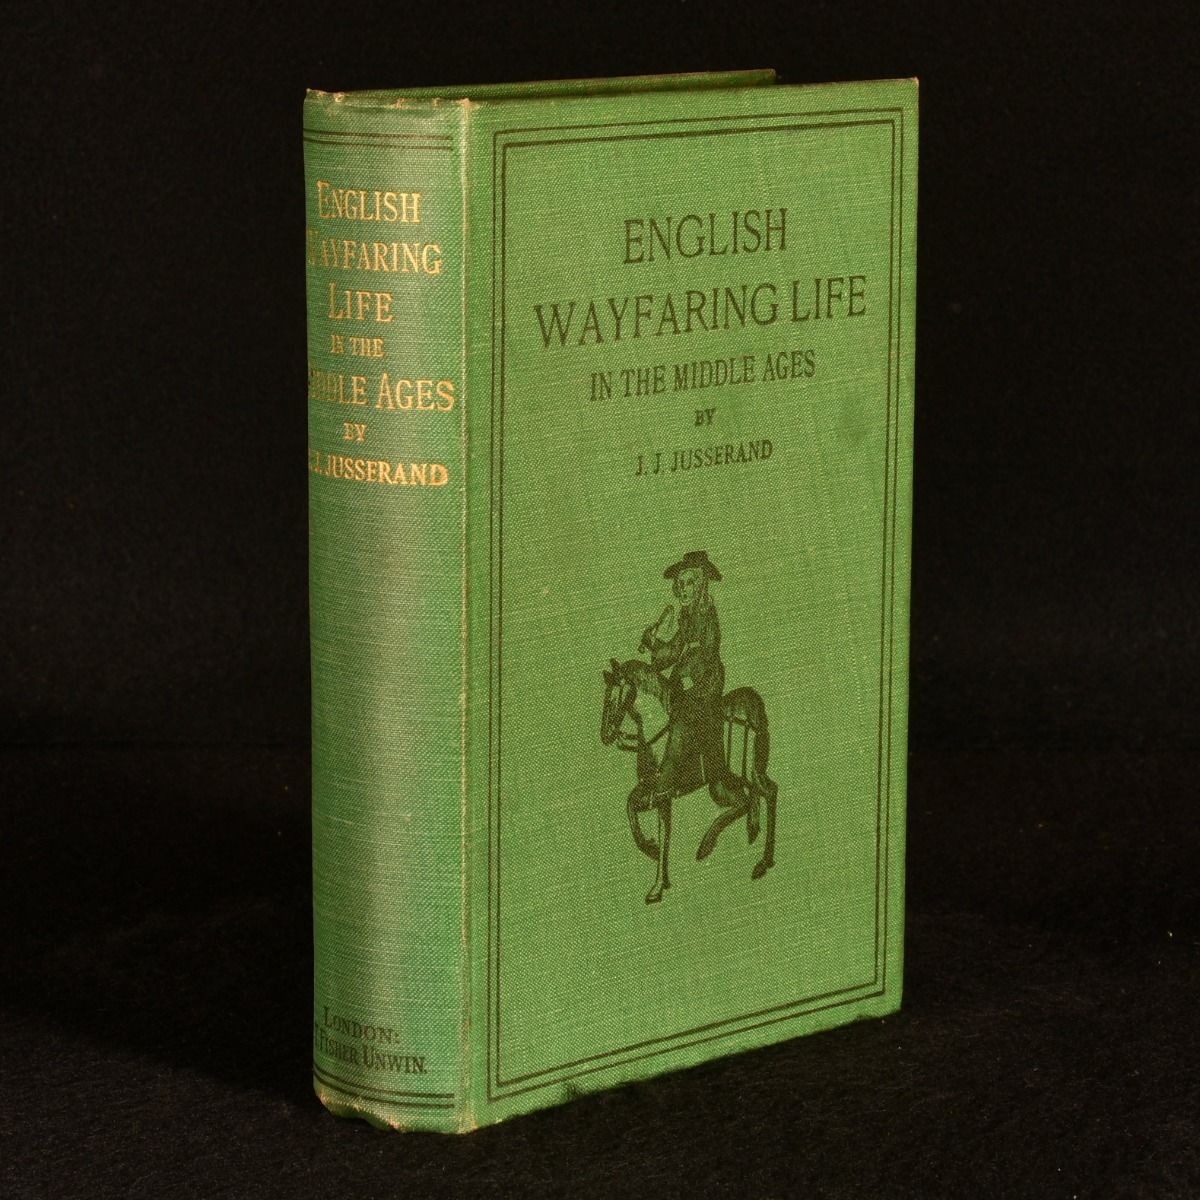 ENGLISH
WAYFARING
LIFE
IN THE
MIDDLE AGES
BY
J.J. JUSSERAND
LONDON:
T FISHER UNWIN.
ENGLISH
WAYFARING LIFE
IN THE MIDDLE AGES
BY
J. J. JUSSERAND